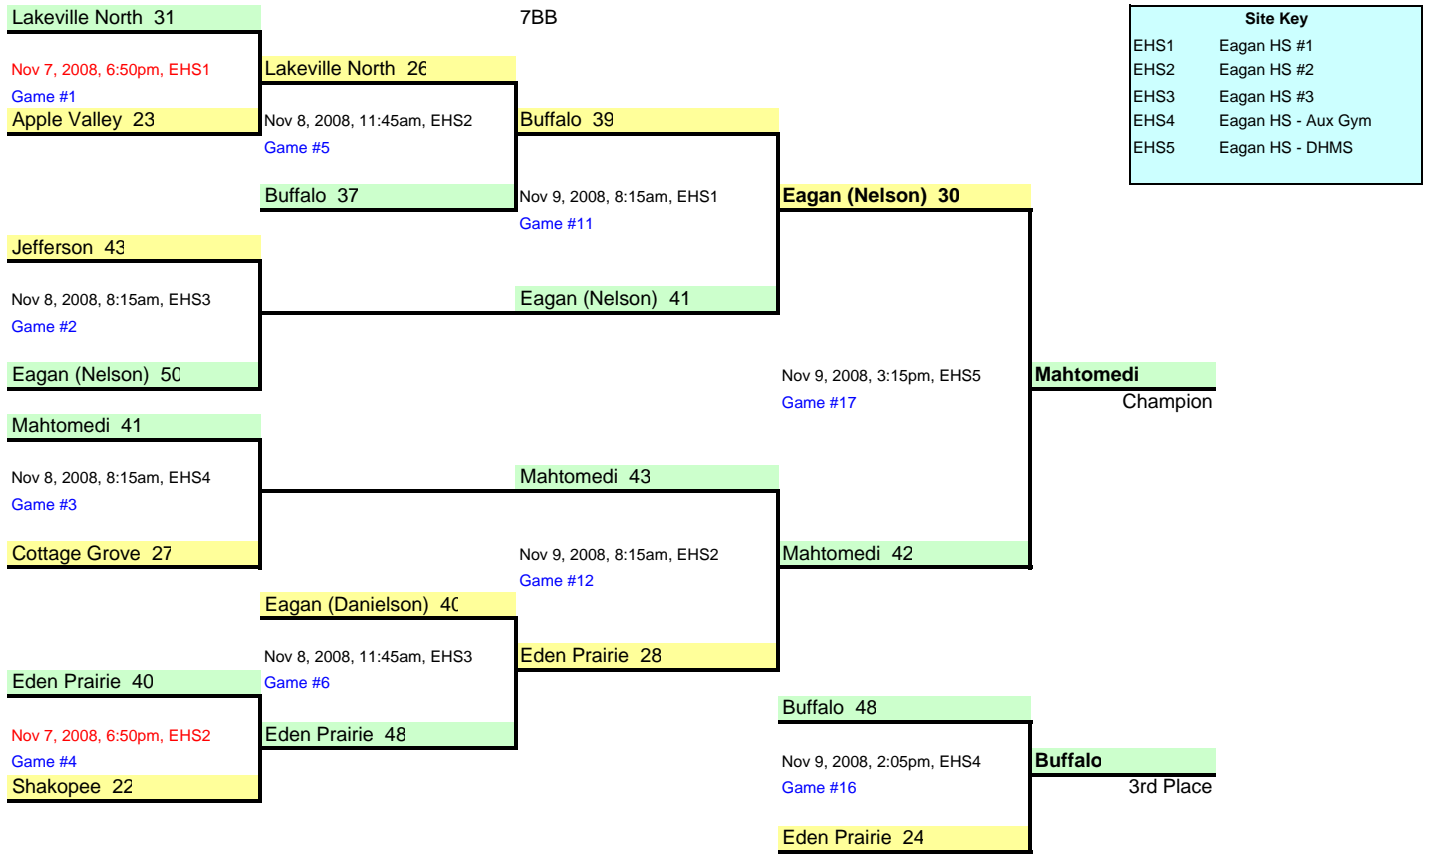 Lakeville North 31
7BB
Site Key
EHS1 Eagan HS #1
EHS2 Eagan HS #2
EHS3 Eagan HS #3
EHS4 Eagan HS - Aux Gym
EHS5 Eagan HS - DHMS
Nov 7, 2008, 6:50pm, EHS1
Game #1
Apple Valley 23
Lakeville North 26
Nov 8, 2008, 11:45am, EHS2
Game #5
Buffalo 37
Buffalo 39
Nov 9, 2008, 8:15am, EHS1
Game #11
Eagan (Nelson) 41
Eagan (Nelson) 30
Jefferson 43
Nov 8, 2008, 8:15am, EHS3
Game #2
Eagan (Nelson) 50
Nov 9, 2008, 3:15pm, EHS5
Game #17
Mahtomedi
Champion
Mahtomedi 41
Nov 8, 2008, 8:15am, EHS4
Game #3
Cottage Grove 27
Mahtomedi 43
Nov 9, 2008, 8:15am, EHS2
Game #12
Mahtomedi 42
Eagan (Danielson) 40
Nov 8, 2008, 11:45am, EHS3
Game #6
Eden Prairie 48
Eden Prairie 28
Eden Prairie 40
Nov 7, 2008, 6:50pm, EHS2
Game #4
Shakopee 22
Buffalo 48
Nov 9, 2008, 2:05pm, EHS4
Game #16
Eden Prairie 24
Buffalo
3rd Place